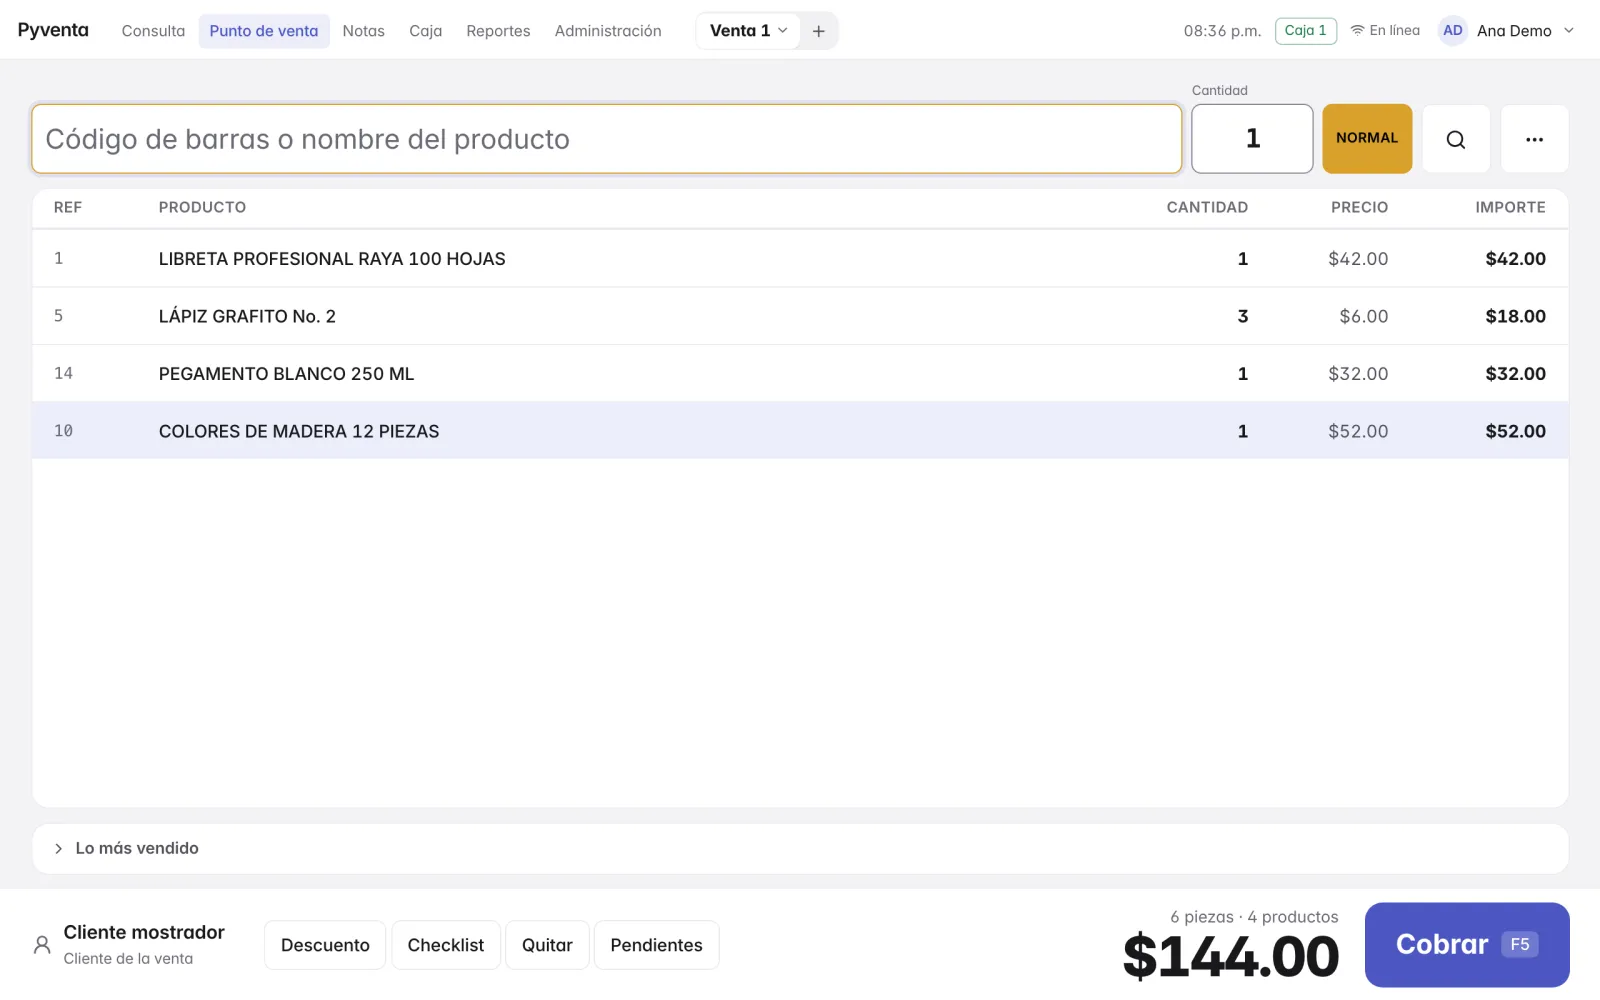 Pyventa Consulta Punto de venta Notas Caja Reportes Administración Venta 1 + 08:36 p.m. Caja 1 En línea AD Ana Demo
Cantidad
Código de barras o nombre del producto 1 NORMAL ...
REF PRODUCTO CANTIDAD PRECIO IMPORTE
1 LIBRETA PROFESIONAL RAYA 100 HOJAS 1 $42.00 $42.00
5 LÁPIZ GRAFITO No. 2 3 $6.00 $18.00
14 PEGAMENTO BLANCO 250 ML 1 $32.00 $32.00
10 COLORES DE MADERA 12 PIEZAS 1 $52.00 $52.00
Lo más vendido
Cliente mostrador
Cliente de la venta
Descuento Checklist Quitar Pendientes
6 piezas · 4 productos
$144.00
Cobrar F5